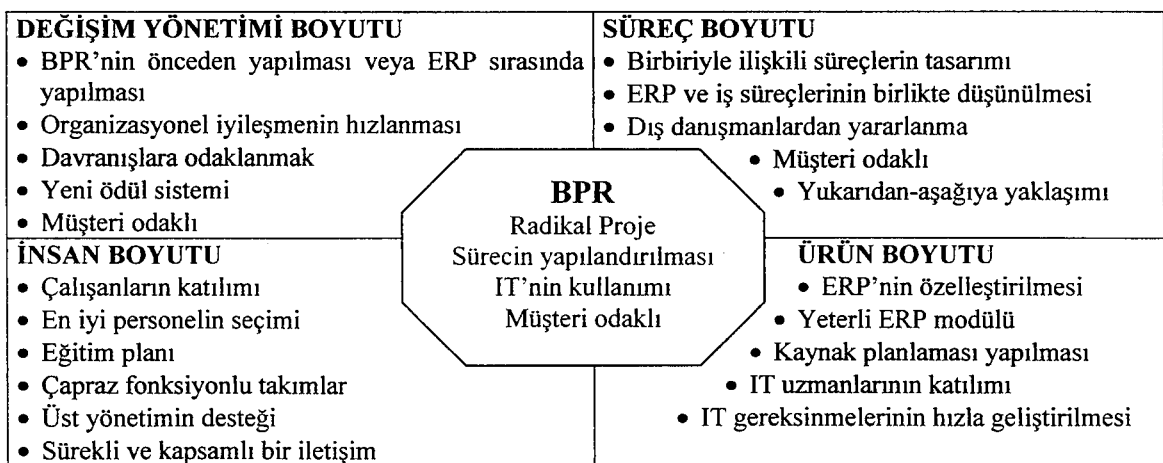 DEĞİŞİM YÖNETİMİ BOYUTU
• BPR'nin önceden yapılması veya ERP sırasında
yapılması
• Organizasyonel iyileşmenin hızlanması
• Davranışlara odaklanmak
• Yeni ödül sistemi
• Müşteri odaklı
SÜREÇ BOYUTU
• Birbiriyle ilişkili süreçlerin tasarımı
• ERP ve iş süreçlerinin birlikte düşünülmesi
• Dış danışmanlardan yararlanma
• Müşteri odaklı
• Yukarıdan-aşağıya yaklaşımı
BPR
Radikal Proje
Sürecin yapılandırılması
IT'nin kullanımı
Müşteri odaklı
İNSAN BOYUTU
• Çalışanların katılımı
• En iyi personelin seçimi
• Eğitim planı
• Çapraz fonksiyonlu takımlar
• Üst yönetimin desteği
• Sürekli ve kapsamlı bir iletişim
ÜRÜN BOYUTU
• ERP'nin özelleştirilmesi
• Yeterli ERP modülü
• Kaynak planlaması yapılması
• IT uzmanlarının katılımı
• IT gereksinmelerinin hızla geliştirilmesi